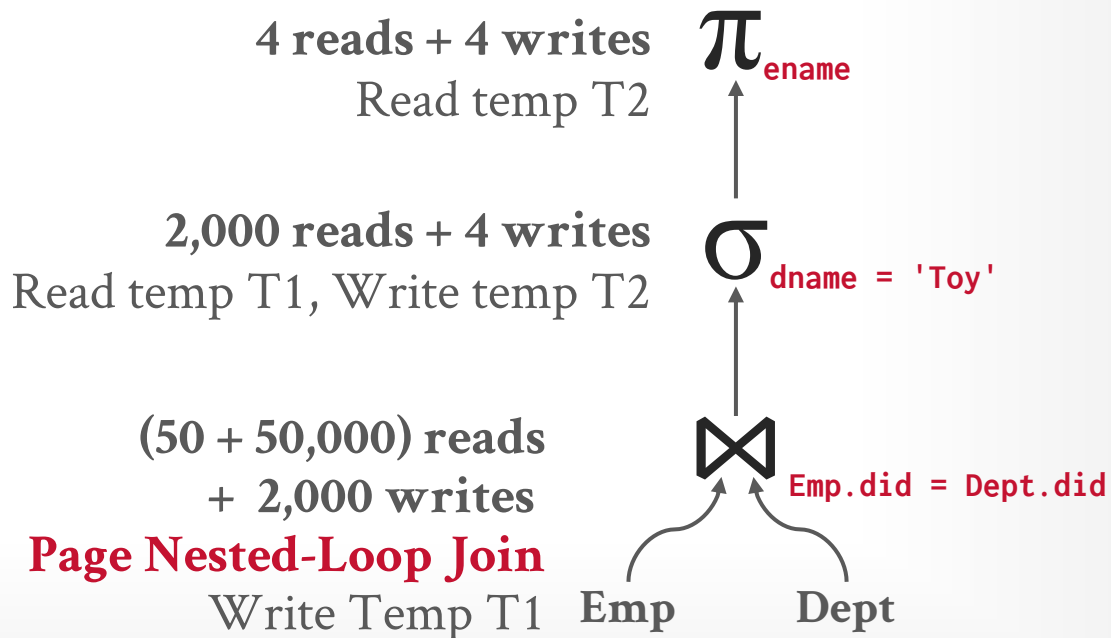 4 reads + 4 writes
Read temp T2
π ename
2,000 reads + 4 writes
Read temp T1, Write temp T2
σ dname = 'Toy'
(50 + 50,000) reads
+ 2,000 writes
Page Nested-Loop Join
Write Temp T1
⋈ Emp.did = Dept.did
Emp
Dept